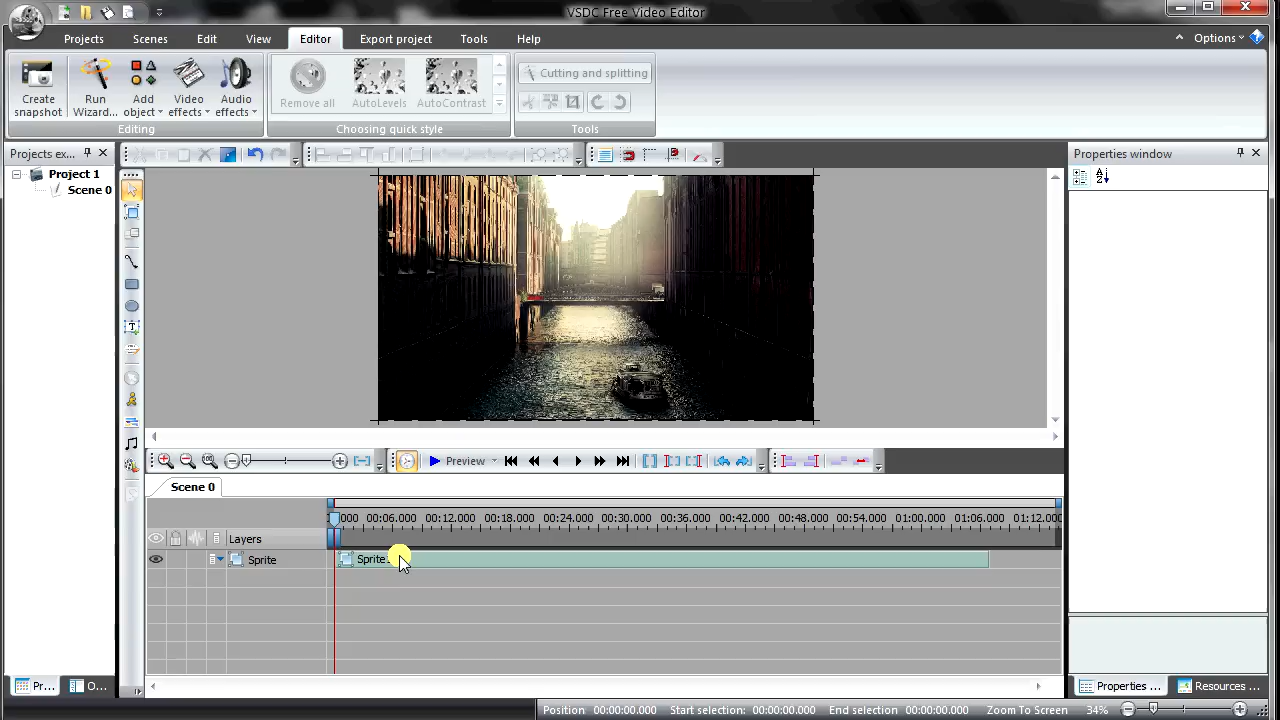 VSDC Free Video Editor
Projects Scenes Edit View Editor Export project Tools Help Options
Create snapshot
Run Wizard...
Add object
Video effects
Audio effects
Remove all
AutoLevels
AutoContrast
Cutting and splitting
Editing
Choosing quick style
Tools
Projects ex...
Properties window
Project 1
Scene 0
Preview
Scene 0
000 00:06.000 00:12.000 00:18.000 00:24.000 00:30.000 00:36.000 00:42.000 00:48.000 00:54.000 01:00.000 01:06.000 01:12.000
Layers
Sprite
Sprite
Pr... O...
Properties ... Resources ...
Position 00:00:00.000 Start selection: 00:00:00.000 End selection: 00:00:00.000 Zoom To Screen 34%